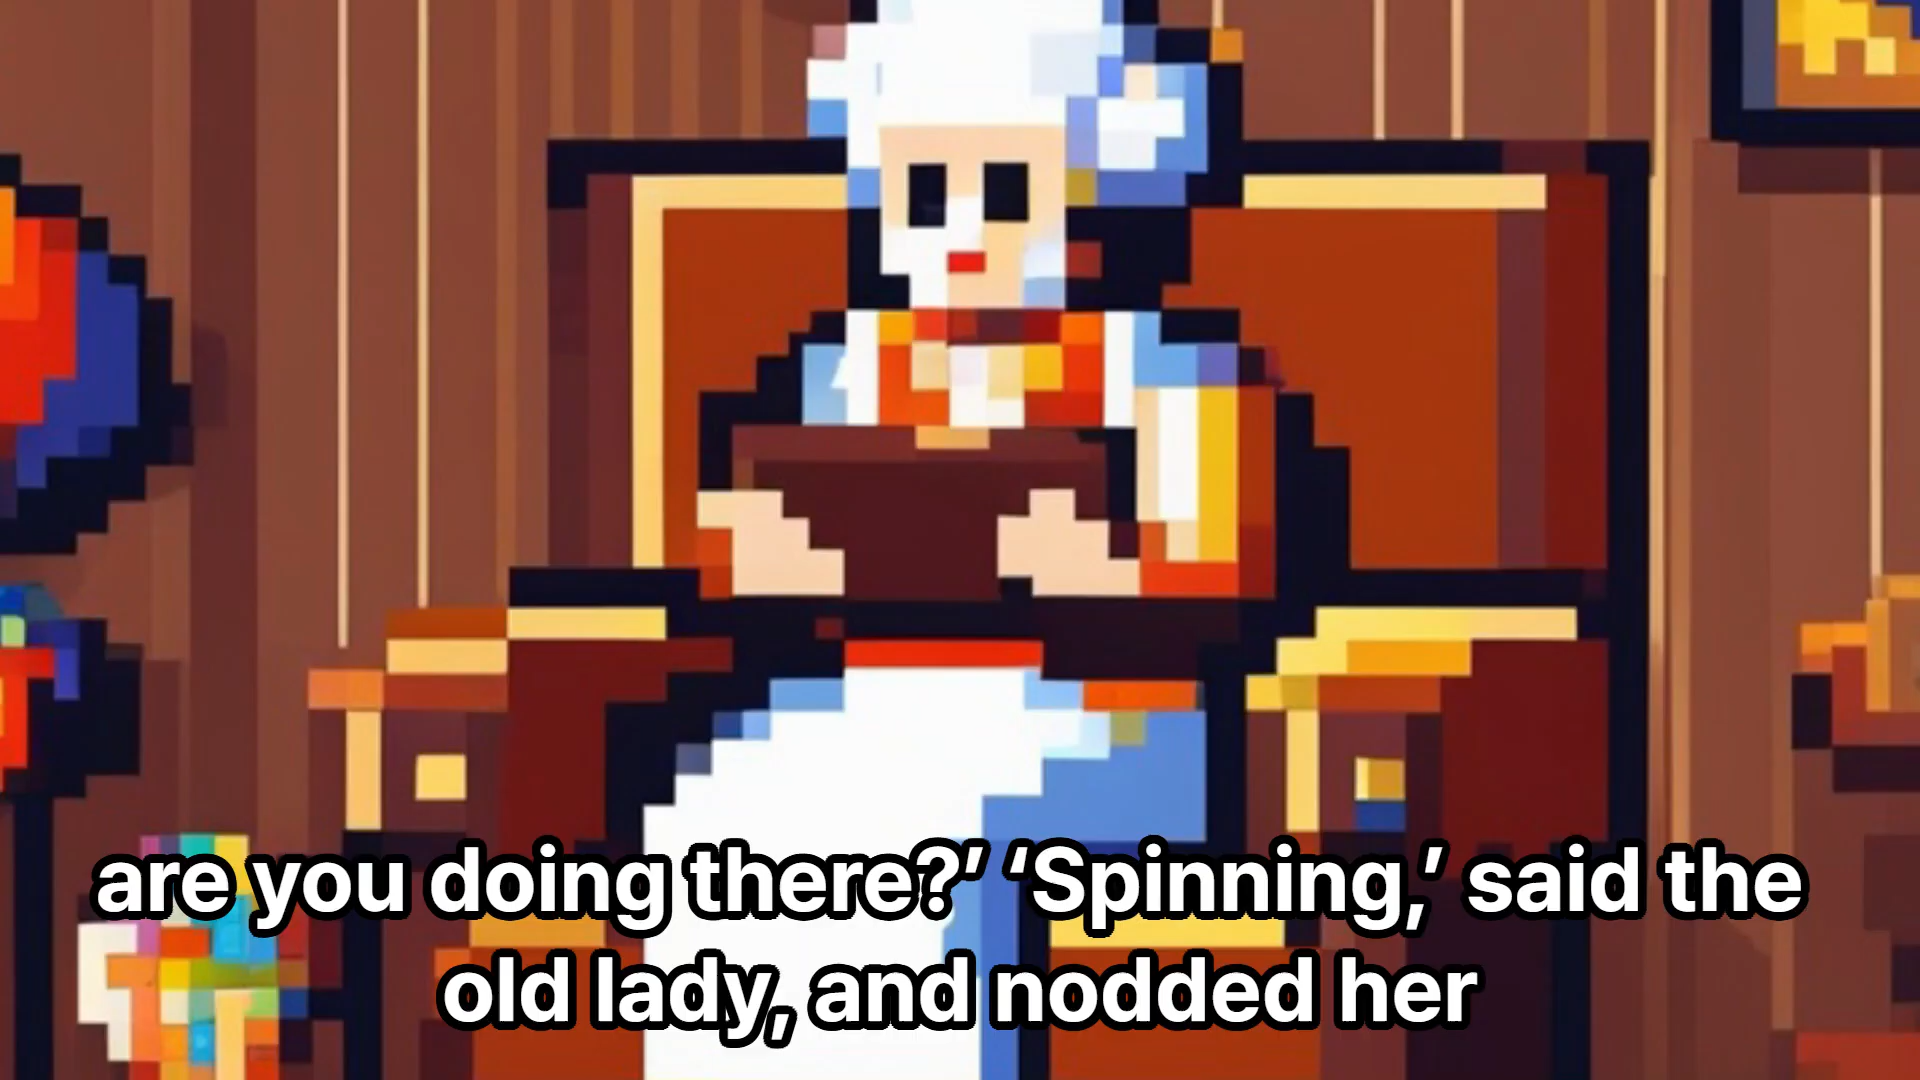 are you doing there?’ ‘Spinning,’ said the
old lady, and nodded her